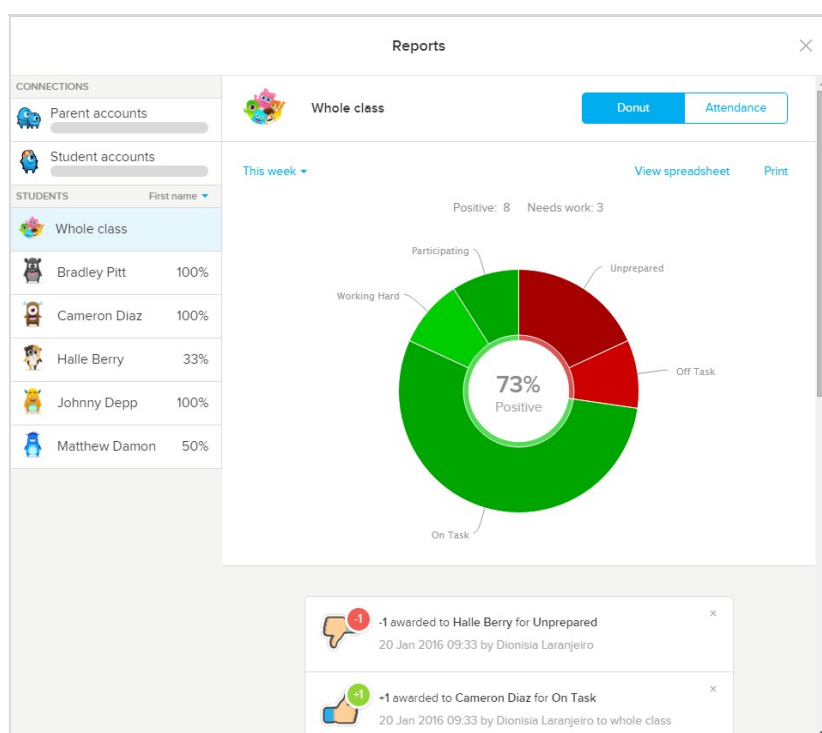 Reports
CONNECTIONS
Parent accounts
Student accounts
STUDENTS First name
Whole class
Bradley Pitt 100%
Cameron Diaz 100%
Halle Berry 33%
Johnny Depp 100%
Matthew Damon 50%
Whole class
Donut Attendance
This week View spreadsheet Print
Positive: 8 Needs work: 3
Participating
Unprepared
Working Hard
Off Task
73%
Positive
On Task
-1
-1 awarded to Halle Berry for Unprepared
20 Jan 2016 09:33 by Dionisia Laranjeiro
+1
+1 awarded to Cameron Diaz for On Task
20 Jan 2016 09:33 by Dionisia Laranjeiro to whole class